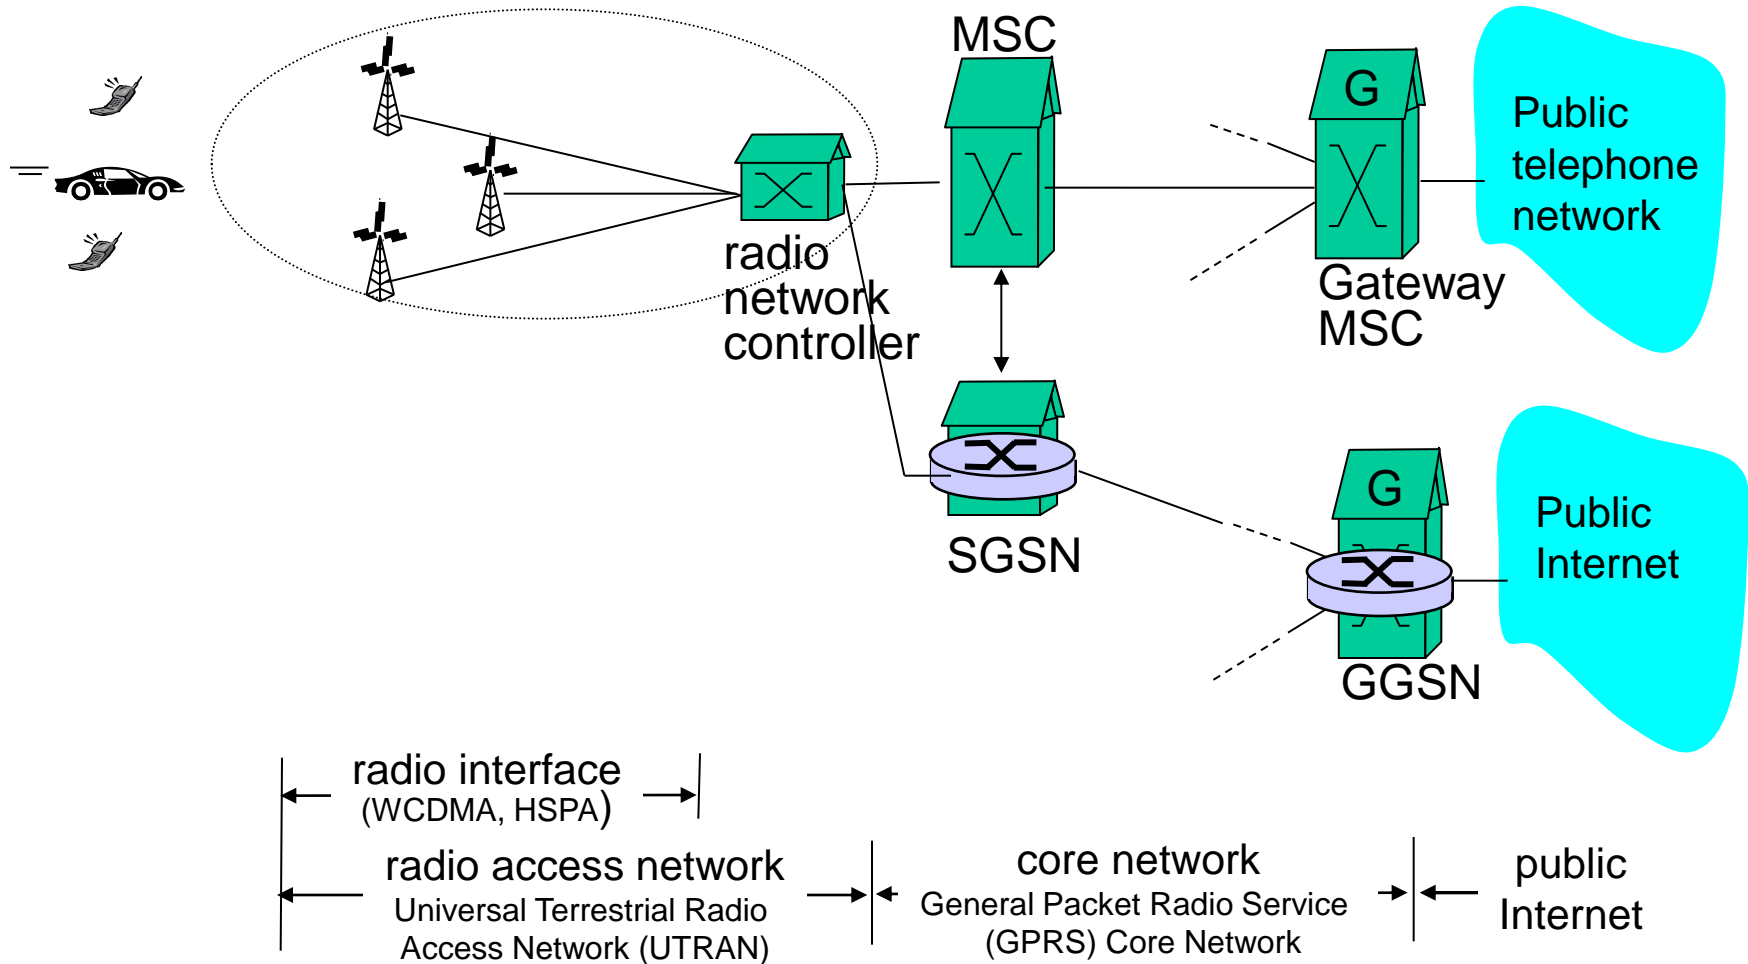 MSC
G
Public
telephone
network
radio
network
controller
Gateway
MSC
G
Public
Internet
SGSN
GGSN
radio interface
(WCDMA, HSPA)
radio access network
Universal Terrestrial Radio
Access Network (UTRAN)
core network
General Packet Radio Service
(GPRS) Core Network
public
Internet